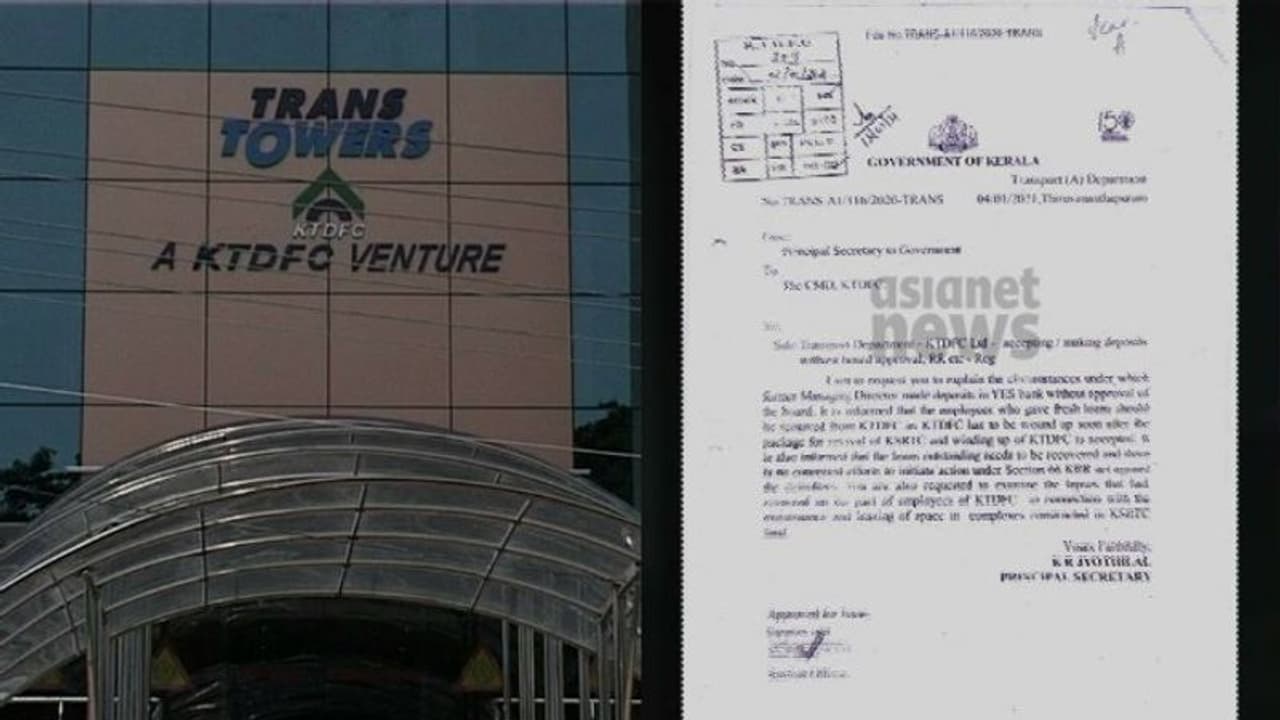 TRANS
TOWERS
KTDFC
A KTDFC VENTURE
File No. TRANS-A1/116/2020-TRANS
GOVERNMENT OF KERALA
Transport (A) Department
No. TRANS-A1/116/2020-TRANS 04/01/2021, Thiruvananthapuram
From
Principal Secretary to Government
To
The CMD, KTDFC
asianet
news
Sir,
Sub: Transport Department - KTDFC Ltd - accepting / making deposits
without board approval, RR etc - Reg
I am to request you to explain the circumstances under which
former Managing Director made deposits in YES bank without approval of
the board. It is informed that the employees who gave fresh loans should
be removed from KTDFC as KTDFC has to be wound up soon after the
package for revival of KSRTC and winding up of KTDFC is accepted. It
is also informed that the loans outstanding needs to be recovered and there
is no concerted efforts to initiate action under Section 66 KRR act against
the defaulters. You are also requested to examine the lapses that had
occurred on the part of employees of KTDFC in connection with the
maintenance and leasing of space in complexes constructed in KSRTC
land.
Yours Faithfully,
K R JYOTHILAL
PRINCIPAL SECRETARY
Approved for Issue,